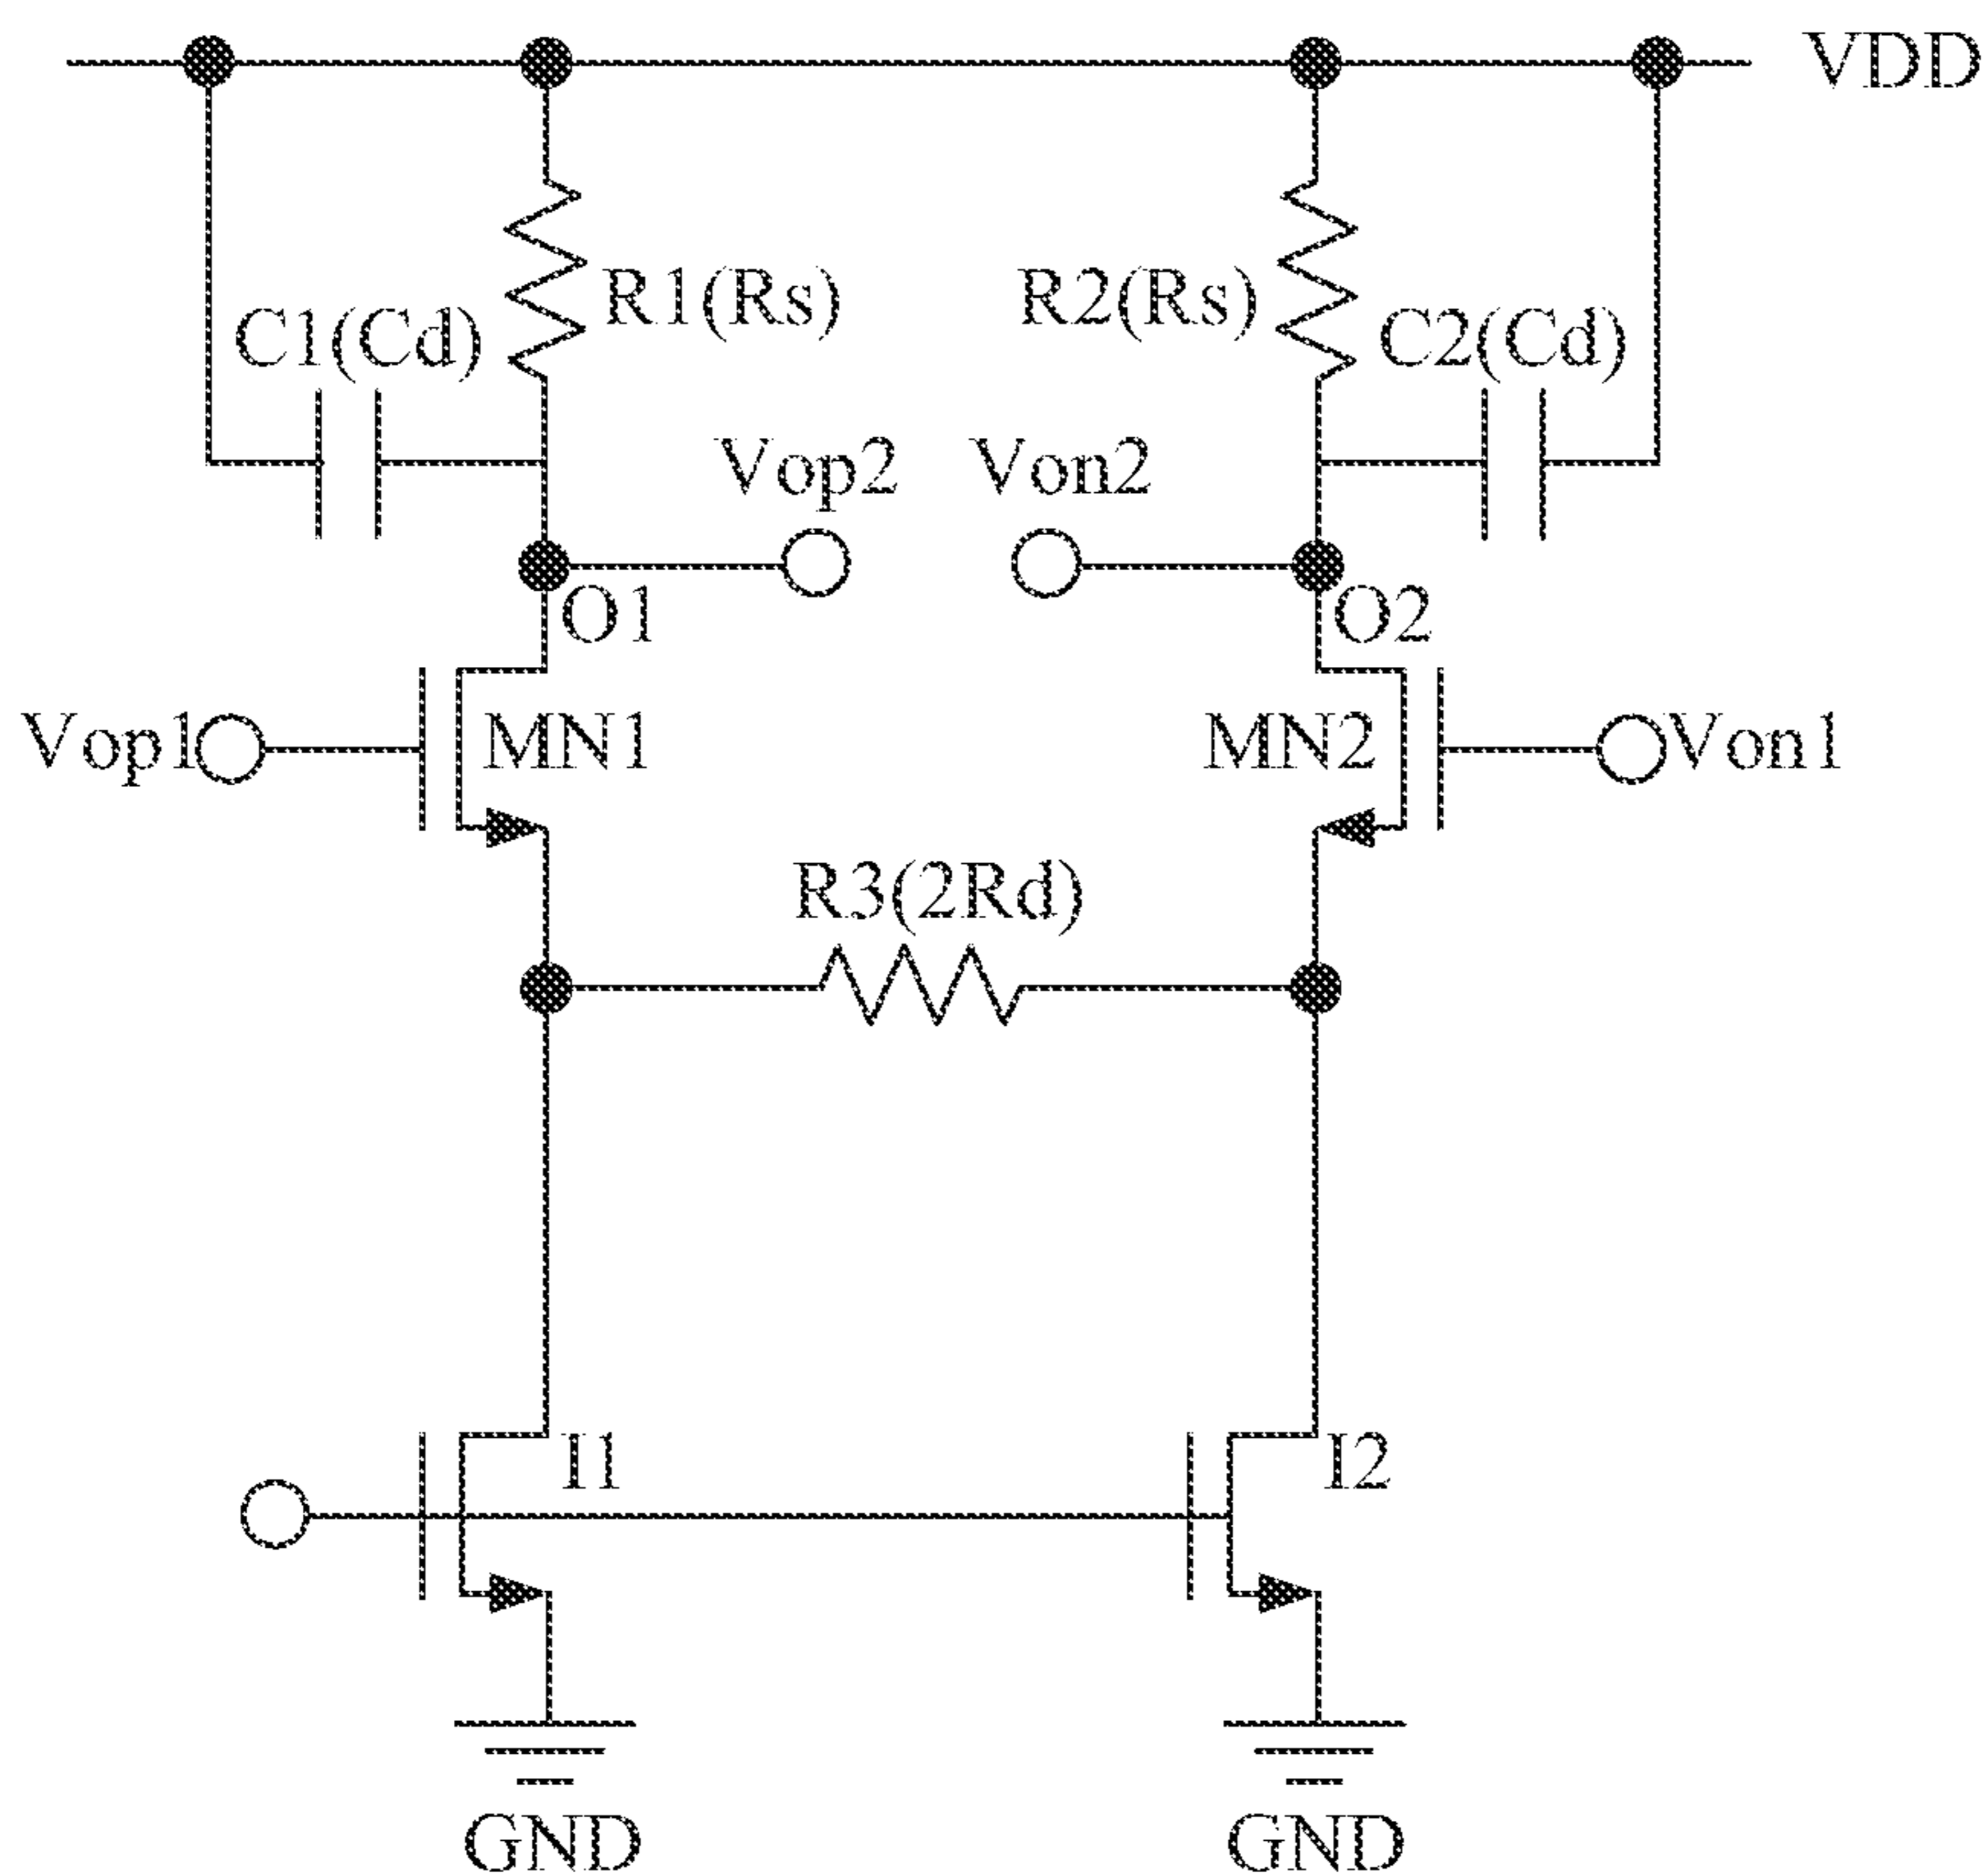 VDD
R1(Rs)
R2(Rs)
C1(Cd)
C2(Cd)
Vop2
Von2
O1
O2
Vop1
MN1
MN2
Von1
R3(2Rd)
I1
I2
GND
GND